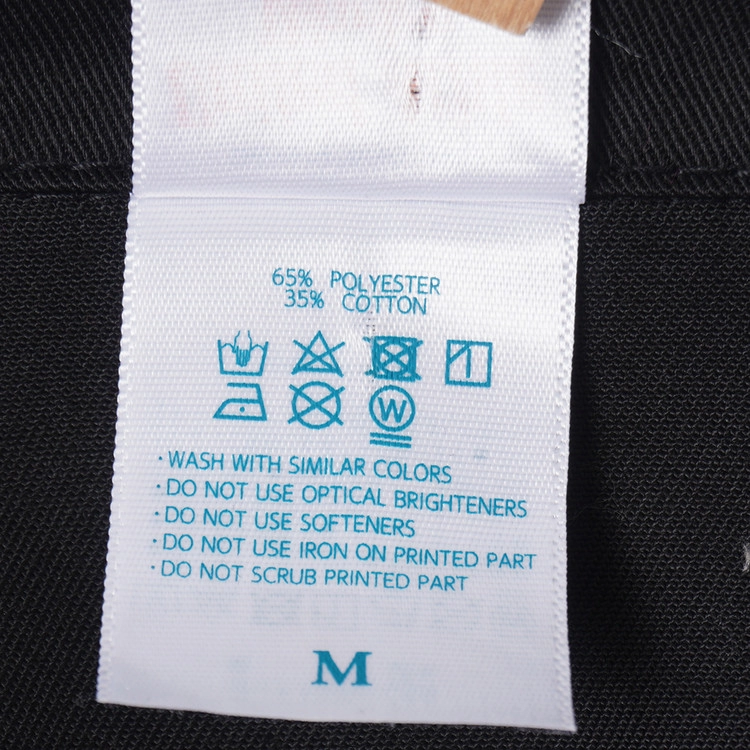 65% POLYESTER
35% COTTON
W
·WASH WITH SIMILAR COLORS
·DO NOT USE OPTICAL BRIGHTENERS
·DO NOT USE SOFTENERS
·DO NOT USE IRON ON PRINTED PART
·DO NOT SCRUB PRINTED PART
M